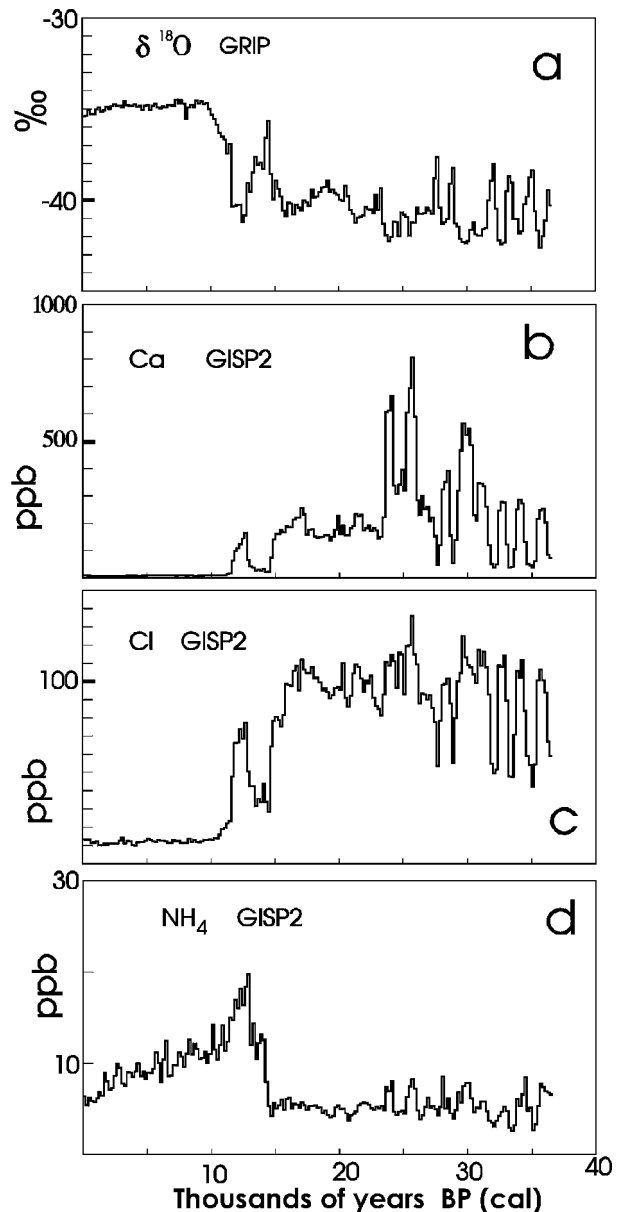 -30
δ ¹⁸O GRIP
a
‰
-40
1000
b
Ca GISP2
500
ppb
Cl GISP2
100
ppb
c
30
NH₄ GISP2
d
ppb
10
10 20 30 40
Thousands of years BP (cal)